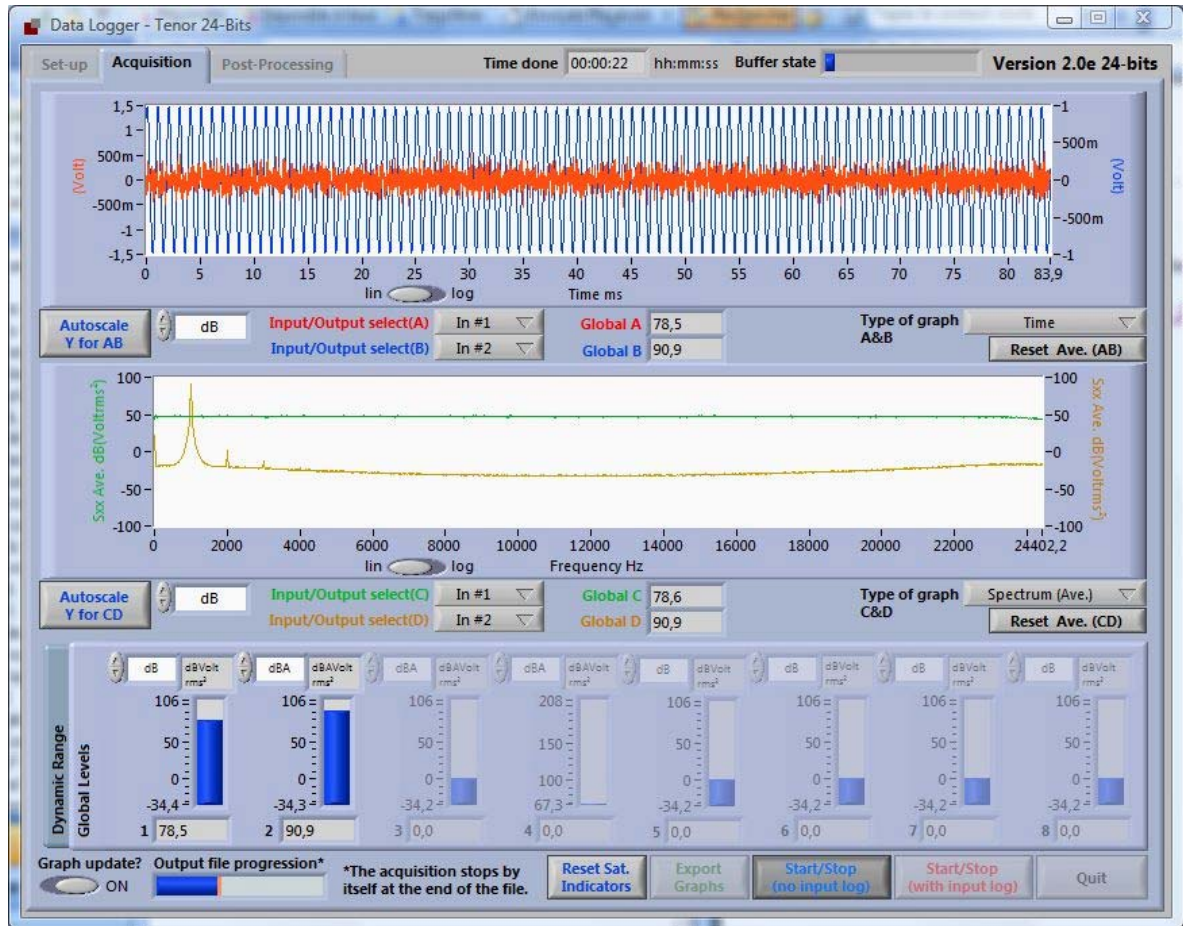 Data Logger - Tenor 24-Bits
Set-up Acquisition Post-Processing Time done 00:00:22 hh:mm:ss Buffer state Version 2.0e 24-bits
1,5
1
500m
0
-500m
-1
-1,5
(Volt)
1
500m
0
-500m
-1
(Volt)
0 5 10 15 20 25 30 35 40 45 50 55 60 65 70 75 80 83,9
lin log Time ms
Autoscale Y for AB
dB
Input/Output select(A) In #1 Global A 78,5
Input/Output select(B) In #2 Global B 90,9
Type of graph A&B Time
Reset Ave. (AB)
100
50
0
-50
-100
Sxx Ave. dB(Voltrms²)
100
50
0
-50
-100
Sxx Ave. dB(Voltrms²)
0 2000 4000 6000 8000 10000 12000 14000 16000 18000 20000 22000 24402,2
lin log Frequency Hz
Autoscale Y for CD
dB
Input/Output select(C) In #1 Global C 78,6
Input/Output select(D) In #2 Global D 90,9
Type of graph C&D Spectrum (Ave.)
Reset Ave. (CD)
Dynamic Range
Global Levels
dB dBVolt rms²
106
50
0
-34,4
1 78,5
dBA dBAVolt rms²
106
50
0
-34,3
2 90,9
dBA dBAVolt rms²
106
50
0
-34,2
3 0,0
dBA dBAVolt rms²
208
150
100
67,3
4 0,0
dB dBVolt rms²
106
50
0
-34,2
5 0,0
dB dBVolt rms²
106
50
0
-34,2
6 0,0
dB dBVolt rms²
106
50
0
-34,2
7 0,0
dB dBVolt rms²
106
50
0
-34,2
8 0,0
Graph update? ON
Output file progression*
*The acquisition stops by
itself at the end of the file.
Reset Sat. Indicators
Export Graphs
Start/Stop (no input log)
Start/Stop (with input log)
Quit